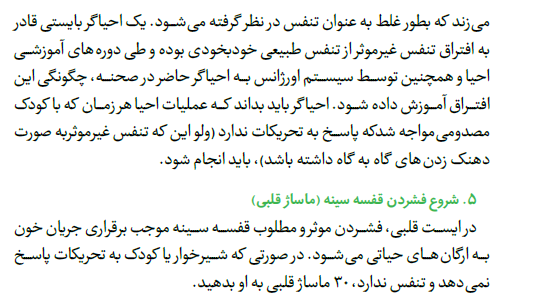 می‌زند که بطور غلط به عنوان تنفس در نظر گرفته می‌شود. یک احیاگر بایستی قادر
به افتراق تنفس غیرموثر از تنفس طبیعی خودبخودی بوده و طی دوره های آموزشی
احیا و همچنین توسط سیستم اورژانس به احیاگر حاضر در صحنه، چگونگی این
افتراق آموزش داده شود. احیاگر باید بداند که عملیات احیا هر زمان که با کودک
مصدومی‌مواجه شدکه پاسخ به تحریکات ندارد (ولو این که تنفس غیرموثربه صورت
دهنک زدن های گاه به گاه داشته باشد)، باید انجام شود.
۵. شروع فشردن قفسه سینه (ماساژ قلبی)
در ایست قلبی، فشردن موثر و مطلوب قفسه سینه موجب برقراری جریان خون
به ارگان های حیاتی می‌شود. در صورتی که شیرخوار یا کودک به تحریکات پاسخ
نمی‌دهد و تنفس ندارد، ۳۰ ماساژ قلبی به او بدهید.